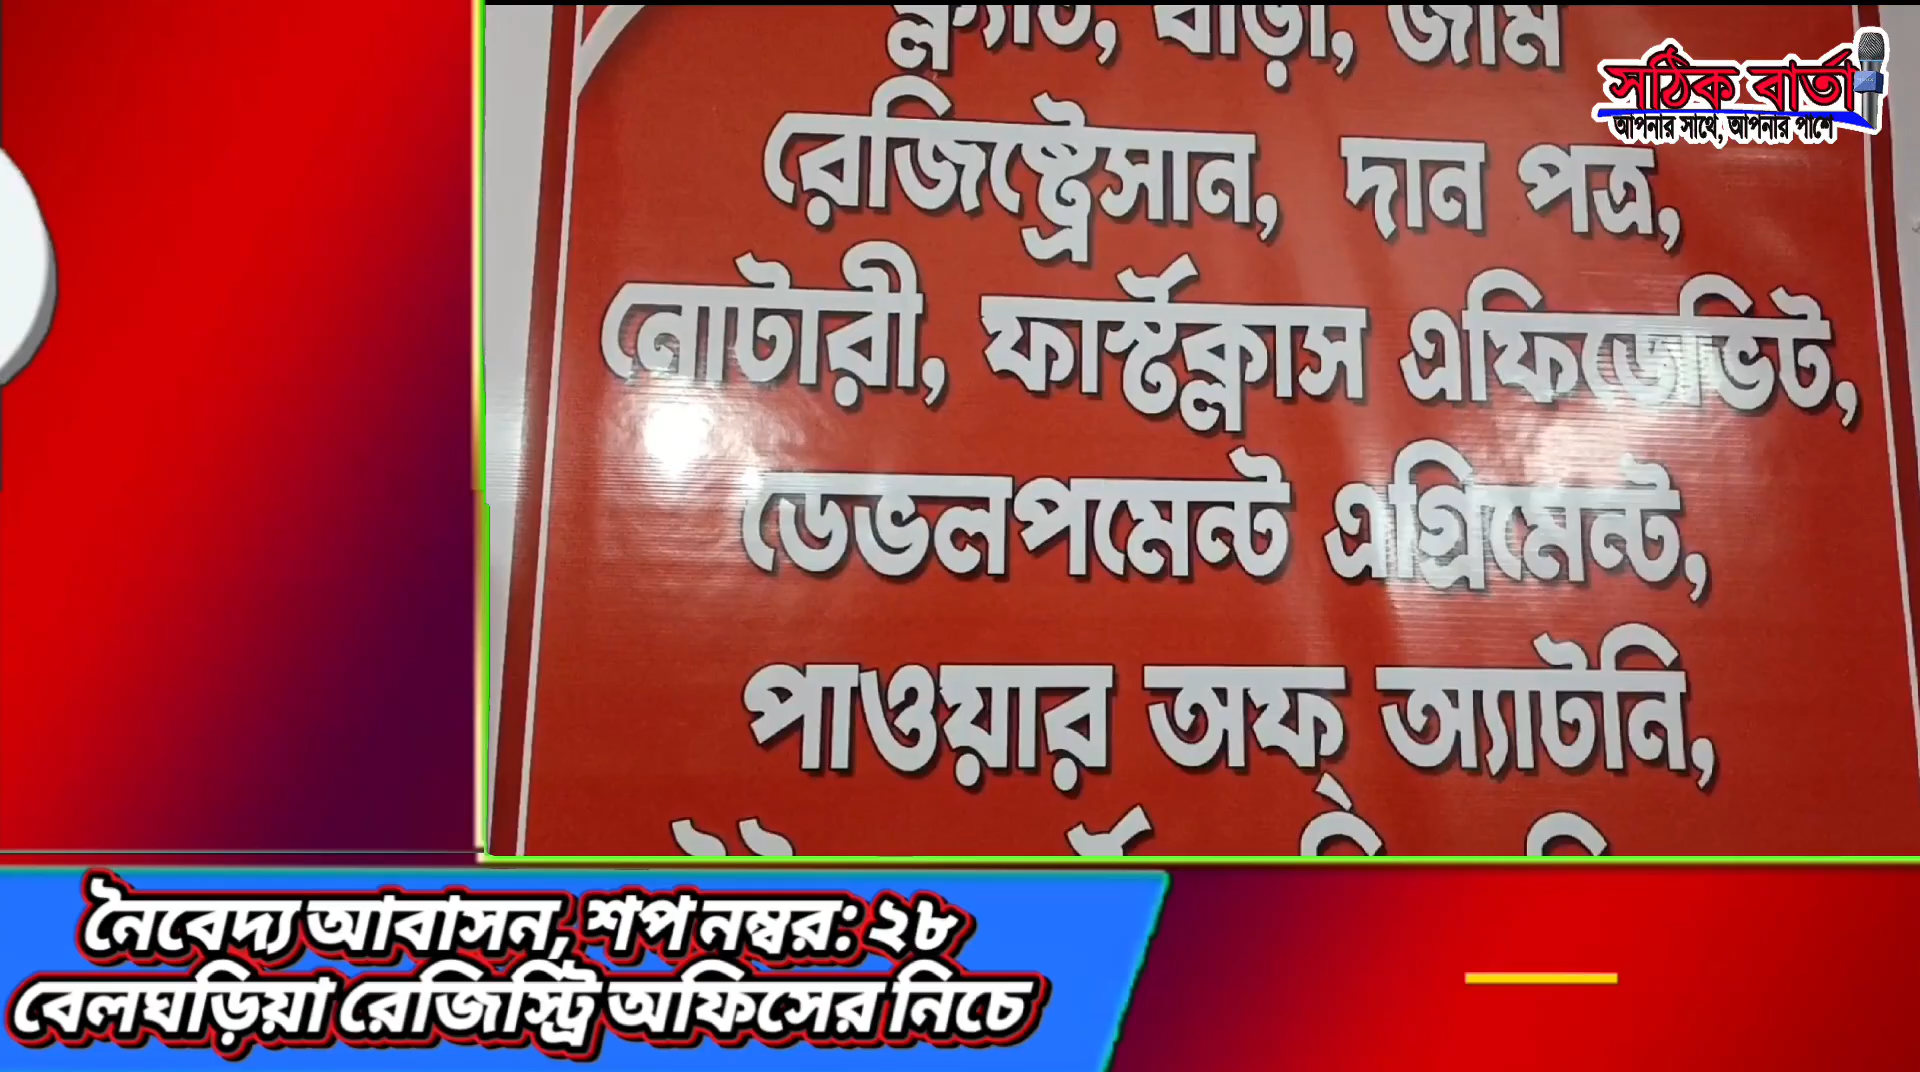 ফ্ল্যাট, বাড়ী, জমি
রেজিষ্ট্রেসান, দান পত্র,
নোটারী, ফার্স্টক্লাস এফিডেভিট,
ডেভলপমেন্ট এগ্রিমেন্ট,
পাওয়ার অফ্ অ্যাটনি,
সঠিক বার্তা
আপনার সাথে, আপনার পাশে
নৈবেদ্য আবাসন, শপ নম্বর: ২৮
বেলঘড়িয়া রেজিস্ট্রি অফিসের নিচে